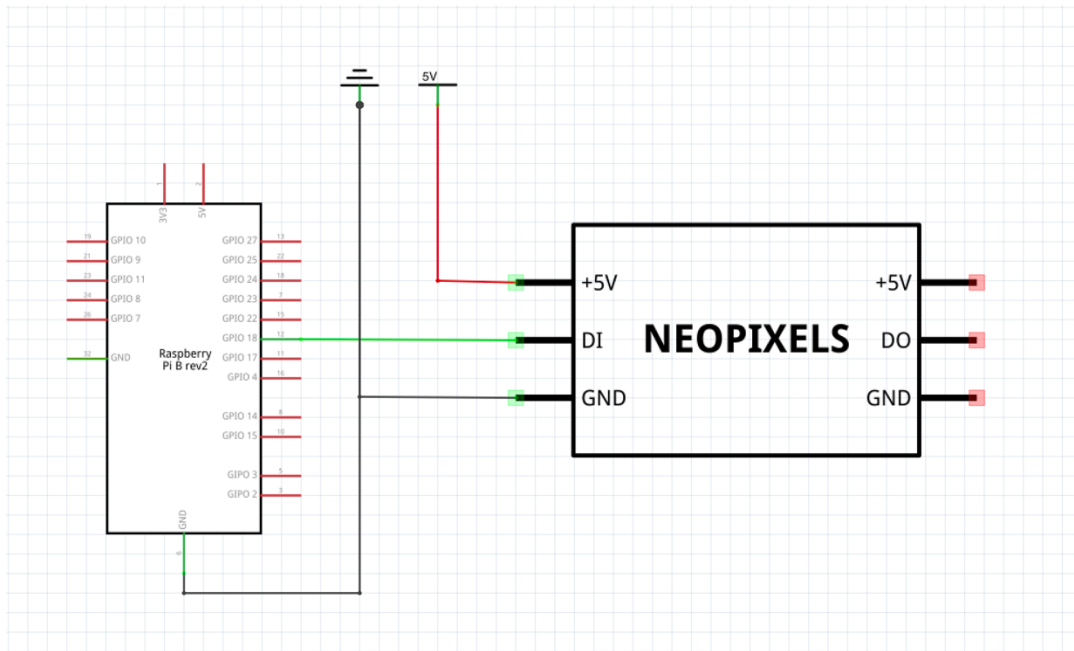 5V
1
2
3V3
5V
19 GPIO 10
GPIO 27 13
21 GPIO 9
GPIO 25 22
23 GPIO 11
GPIO 24 18
24 GPIO 8
GPIO 23 7
26 GPIO 7
GPIO 22 15
GPIO 18 12
32 GND
GPIO 17 11
Raspberry
Pi B rev2
GPIO 4 16
GPIO 14 8
GPIO 15 10
GIPO 3 5
GIPO 2 3
GND
6
+5V
+5V
DI
NEOPIXELS
DO
GND
GND